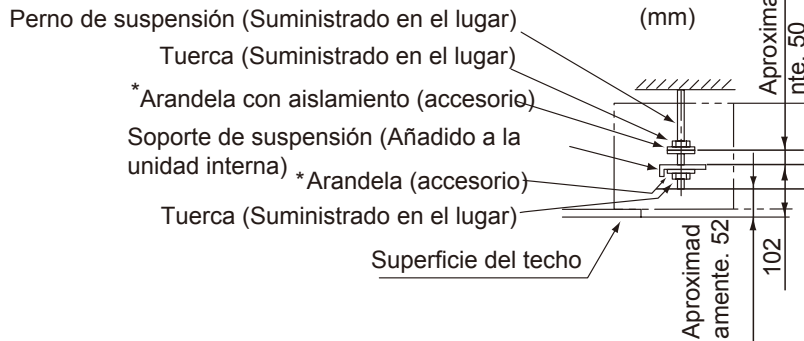 Perno de suspensión (Suministrado en el lugar)
(mm)
Tuerca (Suministrado en el lugar)
*Arandela con aislamiento (accesorio)
Soporte de suspensión (Añadido a la
unidad interna)
*Arandela (accesorio)
Tuerca (Suministrado en el lugar)
Superficie del techo
Aproxima
nte. 50
Aproximad
amente. 52
102